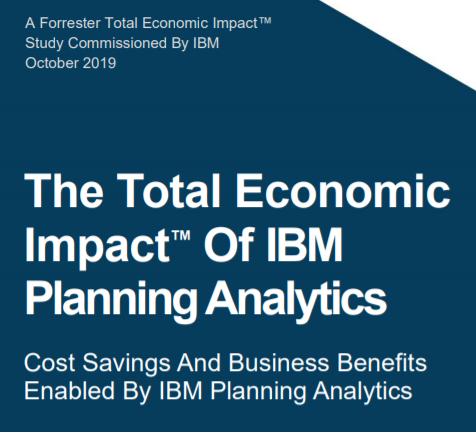 A Forrester Total Economic Impact™
Study Commissioned By IBM
October 2019
The Total Economic
Impact™ Of IBM
Planning Analytics
Cost Savings And Business Benefits
Enabled By IBM Planning Analytics